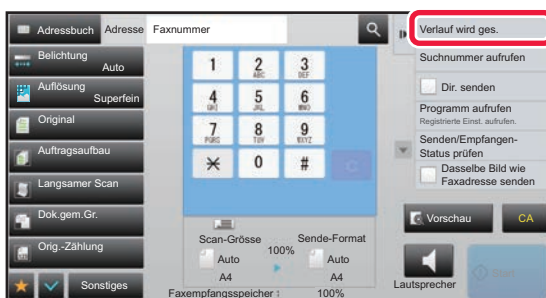 Adressbuch
Adresse
Faxnummer
Verlauf wird ges.
Belichtung
Auto
Suchnummer aufrufen
Auflösung
Superfein
Dir. senden
Original
Programm aufrufen
Registrierte Einst. aufrufen.
Auftragsaufbau
Senden/Empfangen-
Status prüfen
Langsamer Scan
Dasselbe Bild wie
Faxadresse senden
Dok.gem.Gr.
Orig.-Zählung
Sonstiges
1
2 ABC
3 DEF
4 GHI
5 JKL
6 MNO
7 PQRS
8 TUV
9 WXYZ
0
#
C
Scan-Grösse
Sende-Format
100%
Auto
A4
Auto
A4
Faxempfangsspeicher :
100%
Vorschau
CA
Lautsprecher
Start